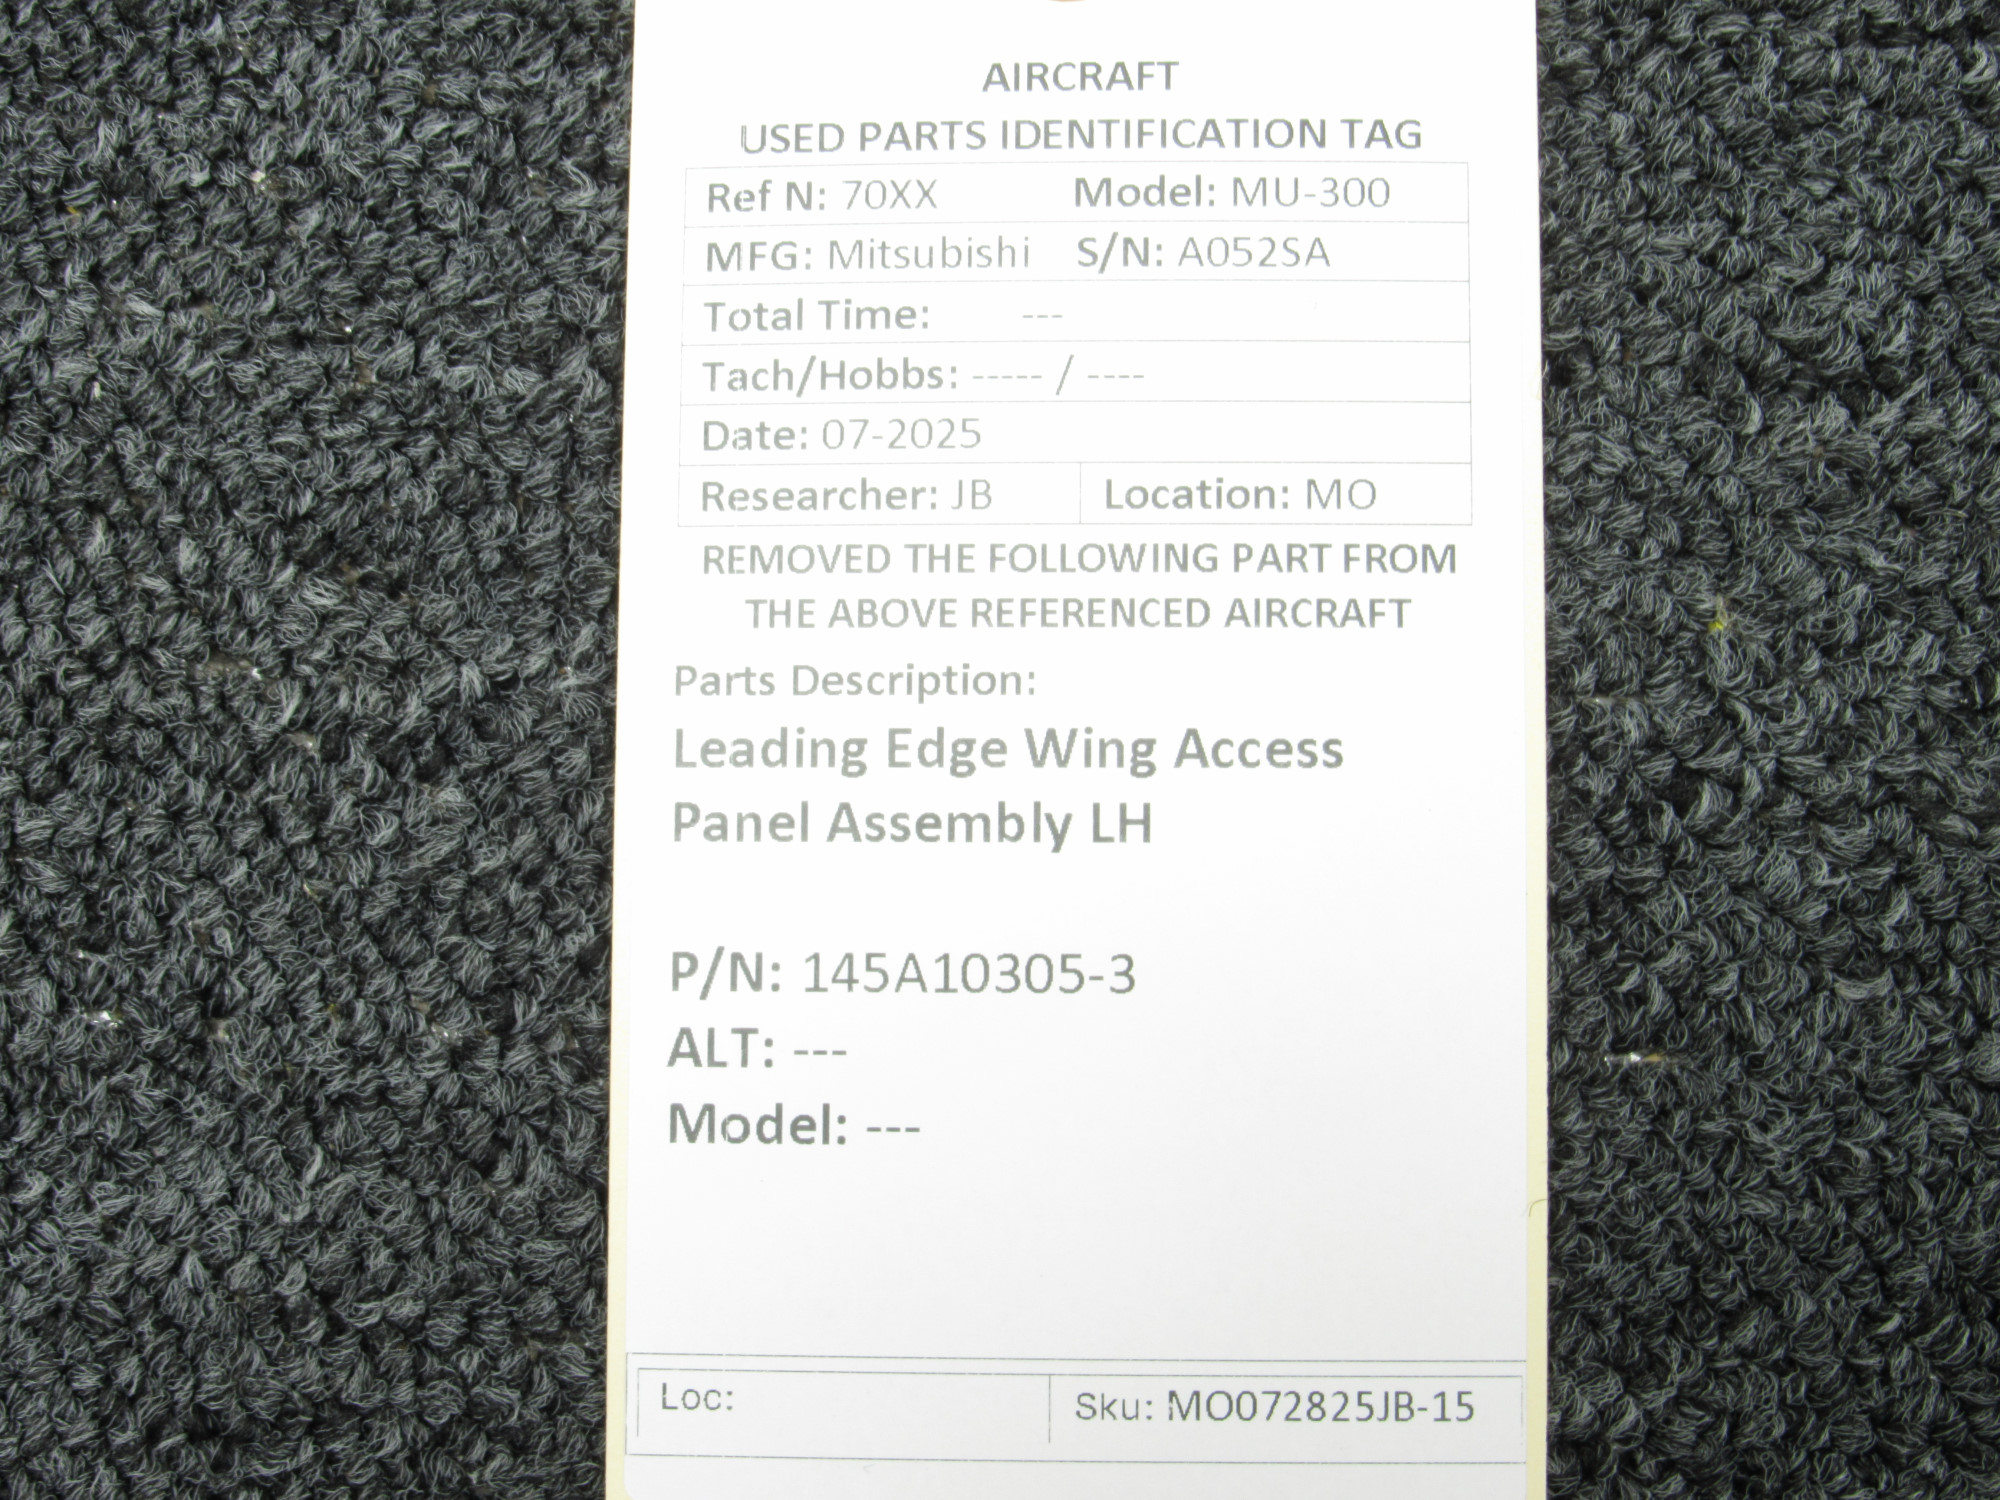 AIRCRAFT
USED PARTS IDENTIFICATION TAG
Ref N: 70XX Model: MU-300
MFG: Mitsubishi S/N: A052SA
Total Time: ---
Tach/Hobbs: ----- / ----
Date: 07-2025
Researcher: JB Location: MO
REMOVED THE FOLLOWING PART FROM
THE ABOVE REFERENCED AIRCRAFT
Parts Description:
Leading Edge Wing Access
Panel Assembly LH
P/N: 145A10305-3
ALT: ---
Model: ---
Loc: Sku: MO072825JB-15